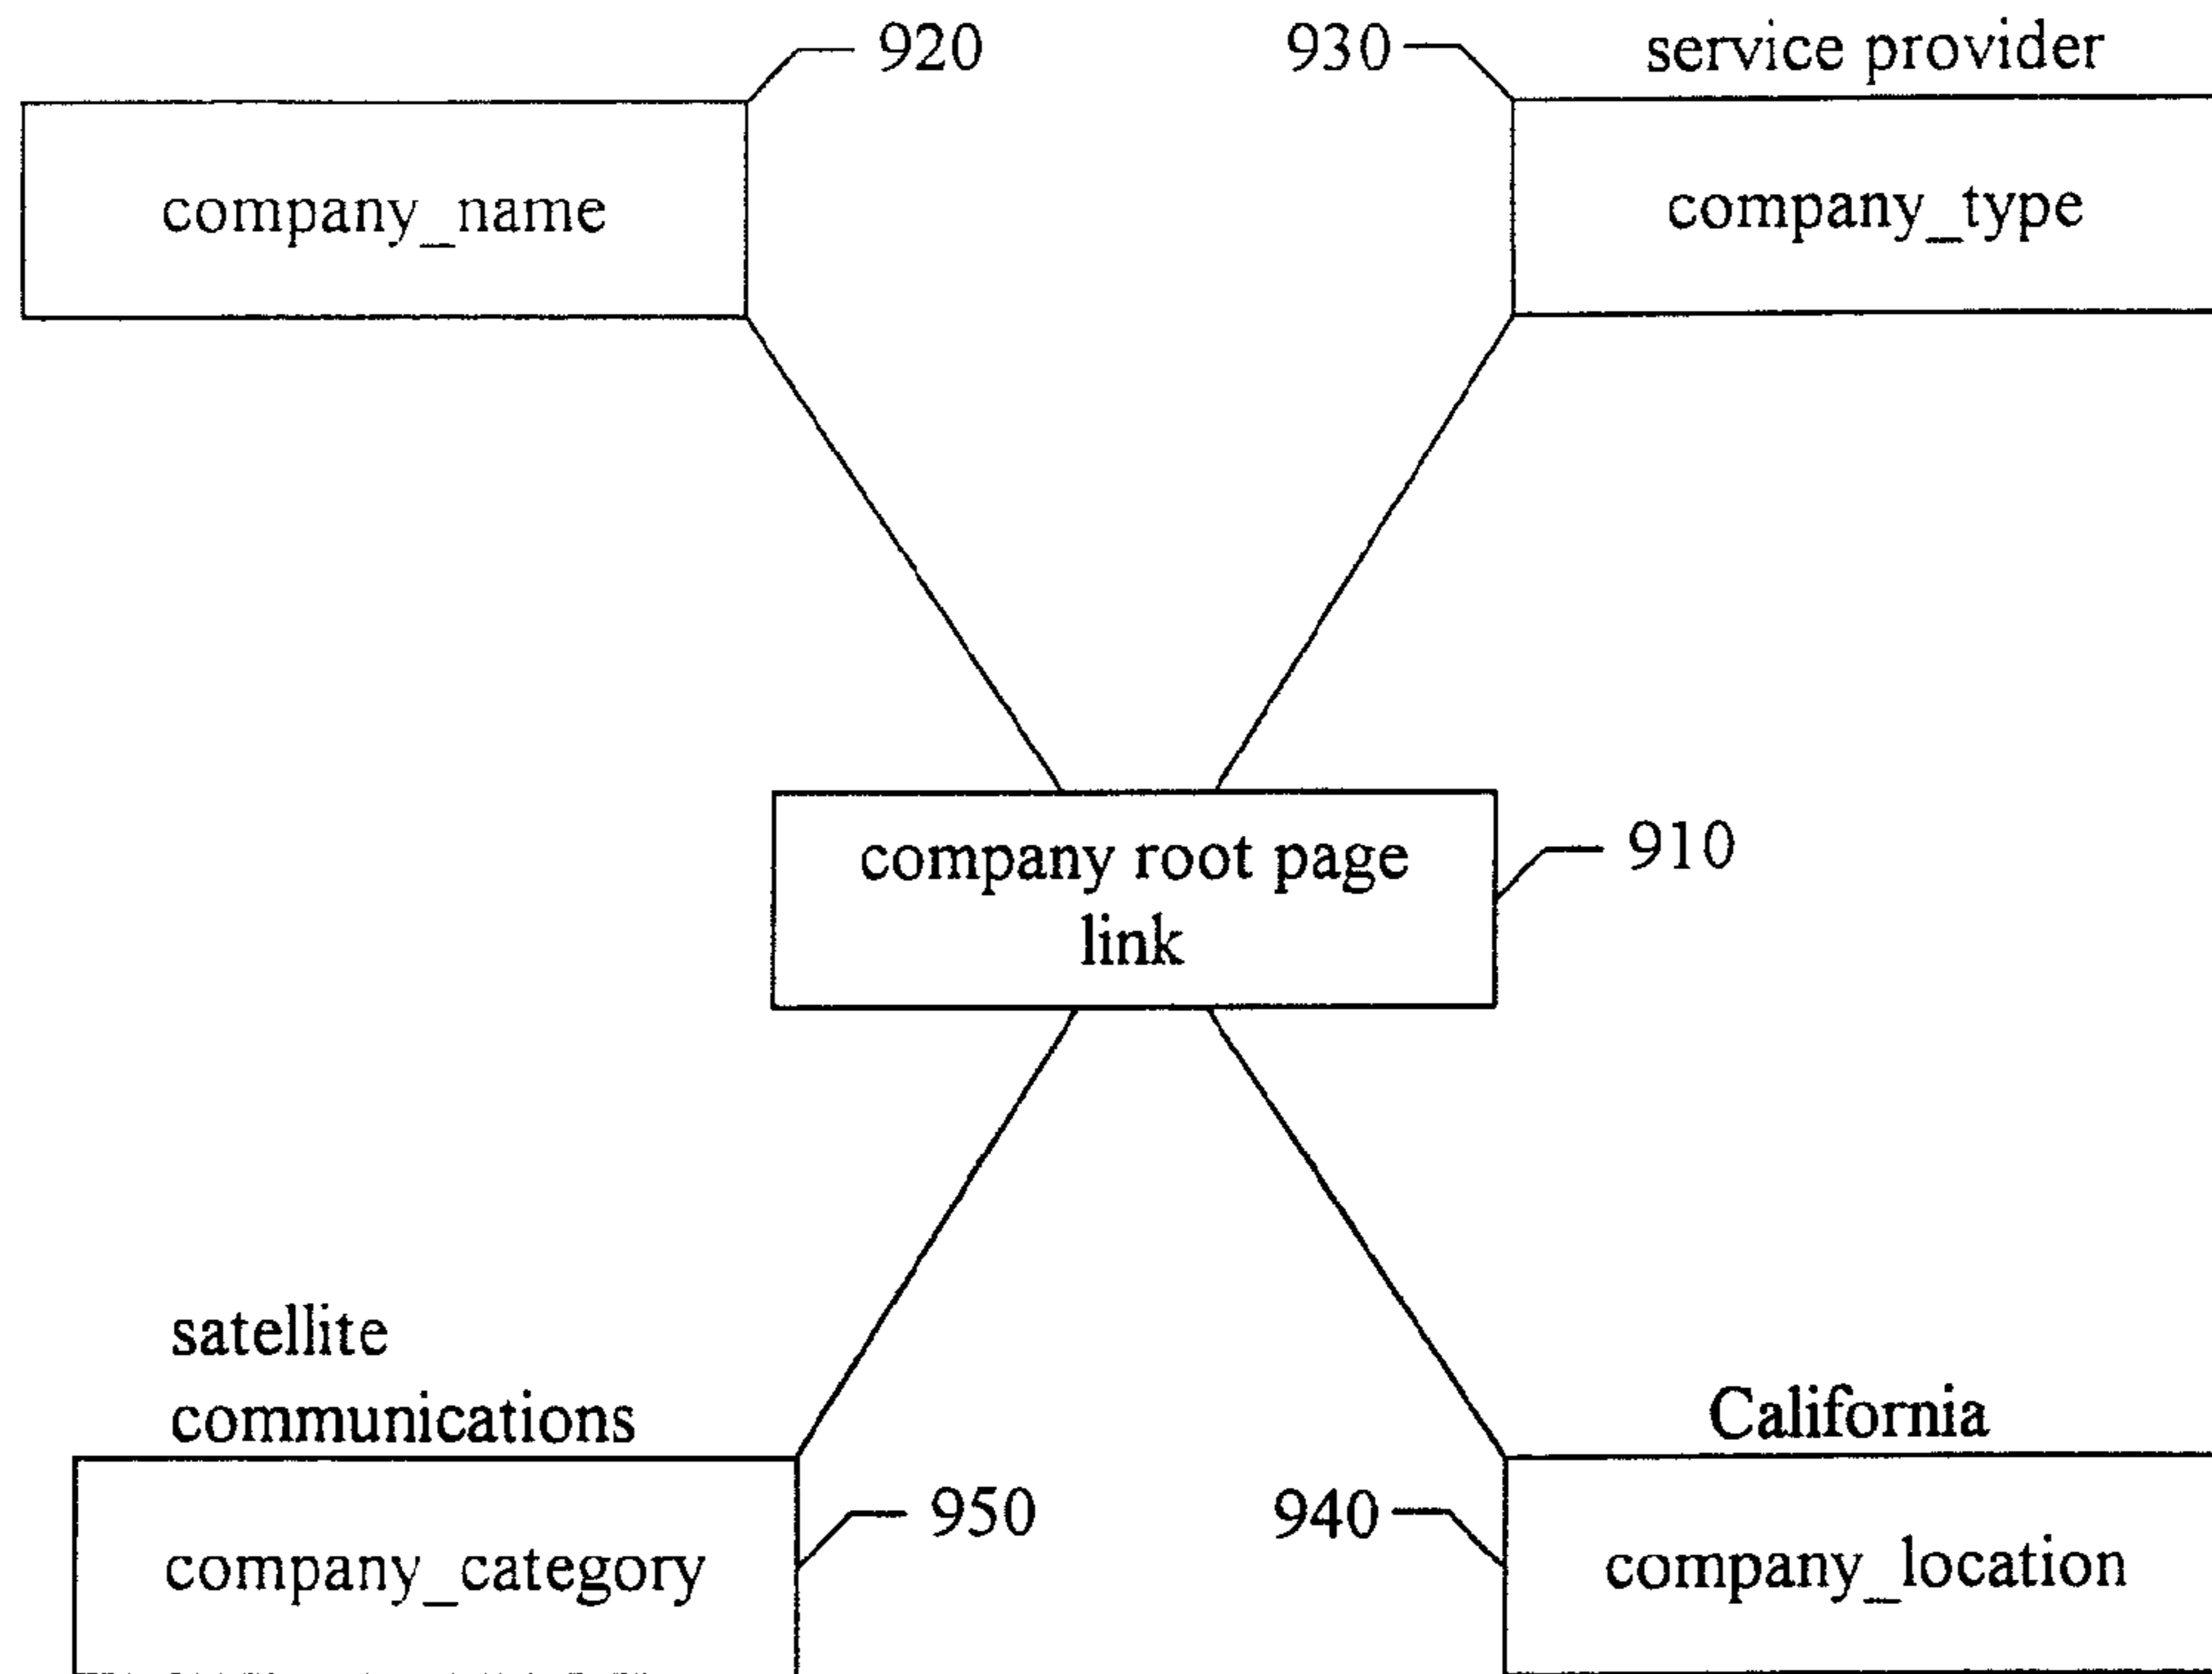 920
930
service provider
company_name
company_type
company root page
link
910
satellite
communications
California
950
940
company_category
company_location